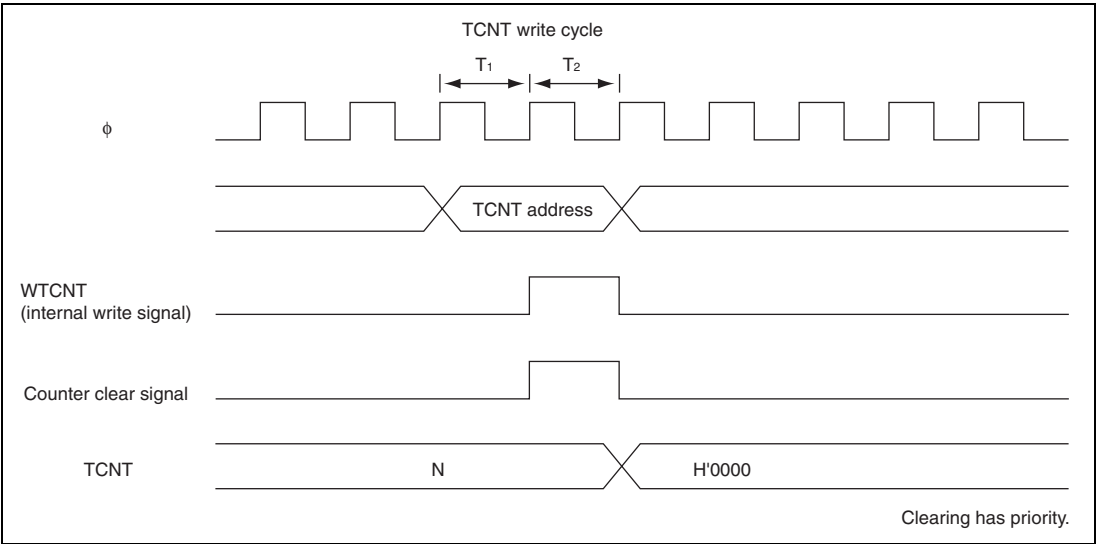 TCNT write cycle
T1 T2
ϕ
TCNT address
WTCNT
(internal write signal)
Counter clear signal
TCNT N H'0000
Clearing has priority.